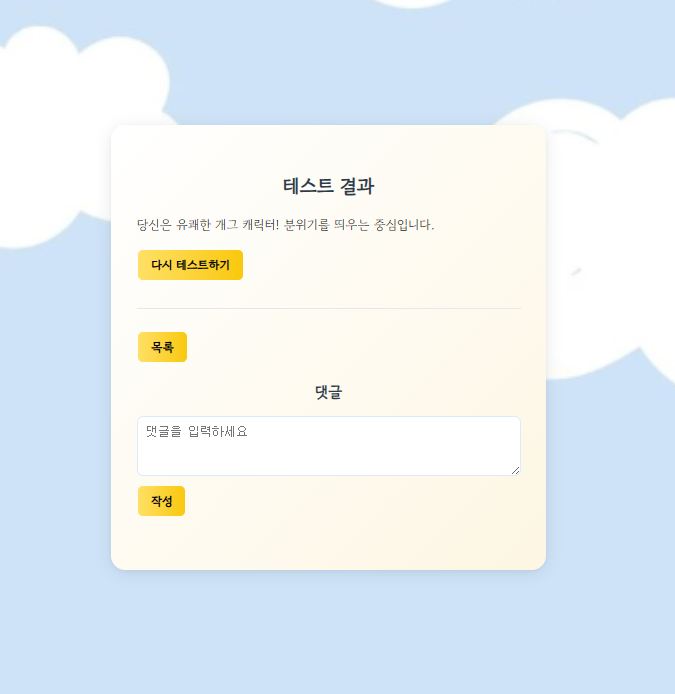 테스트 결과
당신은 유쾌한 개그 캐릭터! 분위기를 띄우는 중심입니다.
다시 테스트하기
목록
댓글
댓글을 입력하세요
작성